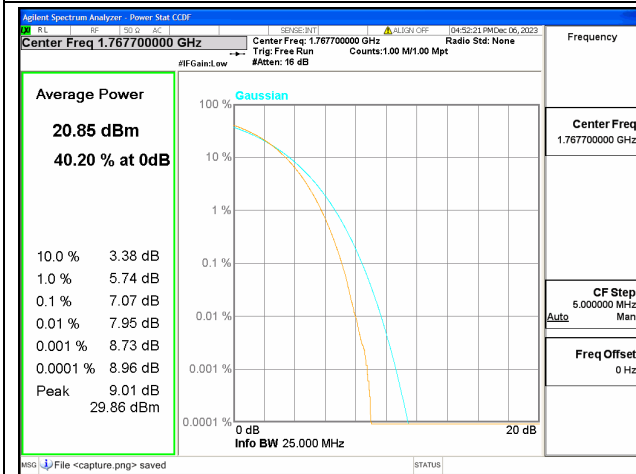 Agilent Spectrum Analyzer - Power Stat CCDF
RL RF 50 Ω AC SENSE:INT ALIGN OFF 04:52:21 PM Dec 06, 2023
Center Freq 1.767700000 GHz
Center Freq: 1.767700000 GHz Radio Std: None
Trig: Free Run Counts:1.00 M/1.00 Mpt
#IFGain:Low #Atten: 16 dB
Frequency
Average Power
20.85 dBm
40.20 % at 0dB
10.0 % 3.38 dB
1.0 % 5.74 dB
0.1 % 7.07 dB
0.01 % 7.95 dB
0.001 % 8.73 dB
0.0001 % 8.96 dB
Peak 9.01 dB
29.86 dBm
Gaussian
100 %
10 %
1 %
0.1 %
0.01 %
0.001 %
0.0001 %
0 dB 20 dB
Info BW 25.000 MHz
Center Freq
1.767700000 GHz
CF Step
5.000000 MHz
Auto Man
Freq Offset
0 Hz
MSG File <capture.png> saved STATUS